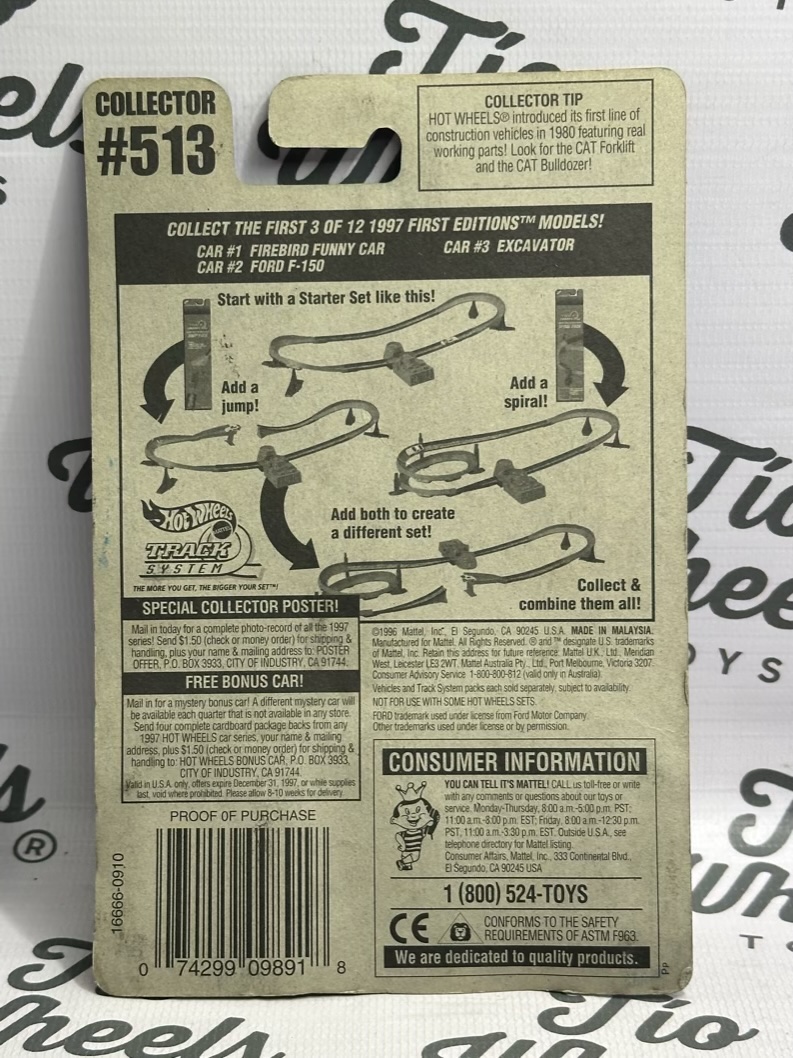 COLLECTOR
#513
COLLECTOR TIP
HOT WHEELS® introduced its first line of
construction vehicles in 1980 featuring real
working parts! Look for the CAT Forklift
and the CAT Bulldozer!
COLLECT THE FIRST 3 OF 12 1997 FIRST EDITIONS™ MODELS!
CAR #1 FIREBIRD FUNNY CAR
CAR #3 EXCAVATOR
CAR #2 FORD F-150
Start with a Starter Set like this!
Add a
jump!
Add a
spiral!
Add both to create
a different set!
HOT WHEELS
MATTEL
TRACK
SYSTEM
THE MORE YOU GET, THE BIGGER YOUR SET™!
Collect &
combine them all!
SPECIAL COLLECTOR POSTER!
Mail in today for a complete photo-record of all the 1997
series! Send $1.50 (check or money order) for shipping &
handling, plus your name & mailing address to: POSTER
OFFER, P.O. BOX 3933, CITY OF INDUSTRY, CA 91744.
FREE BONUS CAR!
Mail in for a mystery bonus car! A different mystery car will
be available each quarter that is not available in any store.
Send four complete cardboard package backs from any
1997 HOT WHEELS car series, your name & mailing
address, plus $1.50 (check or money order) for shipping &
handling to: HOT WHEELS BONUS CAR, P.O. BOX 3933,
CITY OF INDUSTRY, CA 91744.
Valid in U.S.A. only, offers expire December 31, 1997, or while supplies
last, void where prohibited. Please allow 8-10 weeks for delivery.
©1996 Mattel, Inc., El Segundo, CA 90245 U.S.A. MADE IN MALAYSIA.
Manufactured for Mattel. All Rights Reserved. ® and ™ designate U.S. trademarks
of Mattel, Inc. Retain this address for future reference: Mattel U.K., Ltd., Meridian
West, Leicester LE3 2WT. Mattel Australia Pty., Ltd., Port Melbourne, Victoria 3207.
Consumer Advisory Service 1-800-800-812 (valid only in Australia).
Vehicles and Track System packs each sold separately, subject to availability.
NOT FOR USE WITH SOME HOT WHEELS SETS.
FORD trademark used under license from Ford Motor Company.
Other trademarks used under license or by permission.
CONSUMER INFORMATION
YOU CAN TELL IT'S MATTEL! CALL us toll-free or write
with any comments or questions about our toys or
service. Monday-Thursday, 8:00 a.m.-5:00 p.m. PST;
11:00 a.m.-8:00 p.m. EST; Friday, 8:00 a.m.-12:30 p.m.
PST, 11:00 a.m.-3:30 p.m. EST. Outside U.S.A., see
telephone directory for Mattel listing.
Consumer Affairs, Mattel, Inc., 333 Continental Blvd.,
El Segundo, CA 90245 USA
1 (800) 524-TOYS
CE
CONFORMS TO THE SAFETY
REQUIREMENTS OF ASTM F963.
We are dedicated to quality products.
PP
PROOF OF PURCHASE
16666-0910
0 74299 09891 8
Tío
Wheels
Tío
Wheels
TOYS
Tío
Wheels